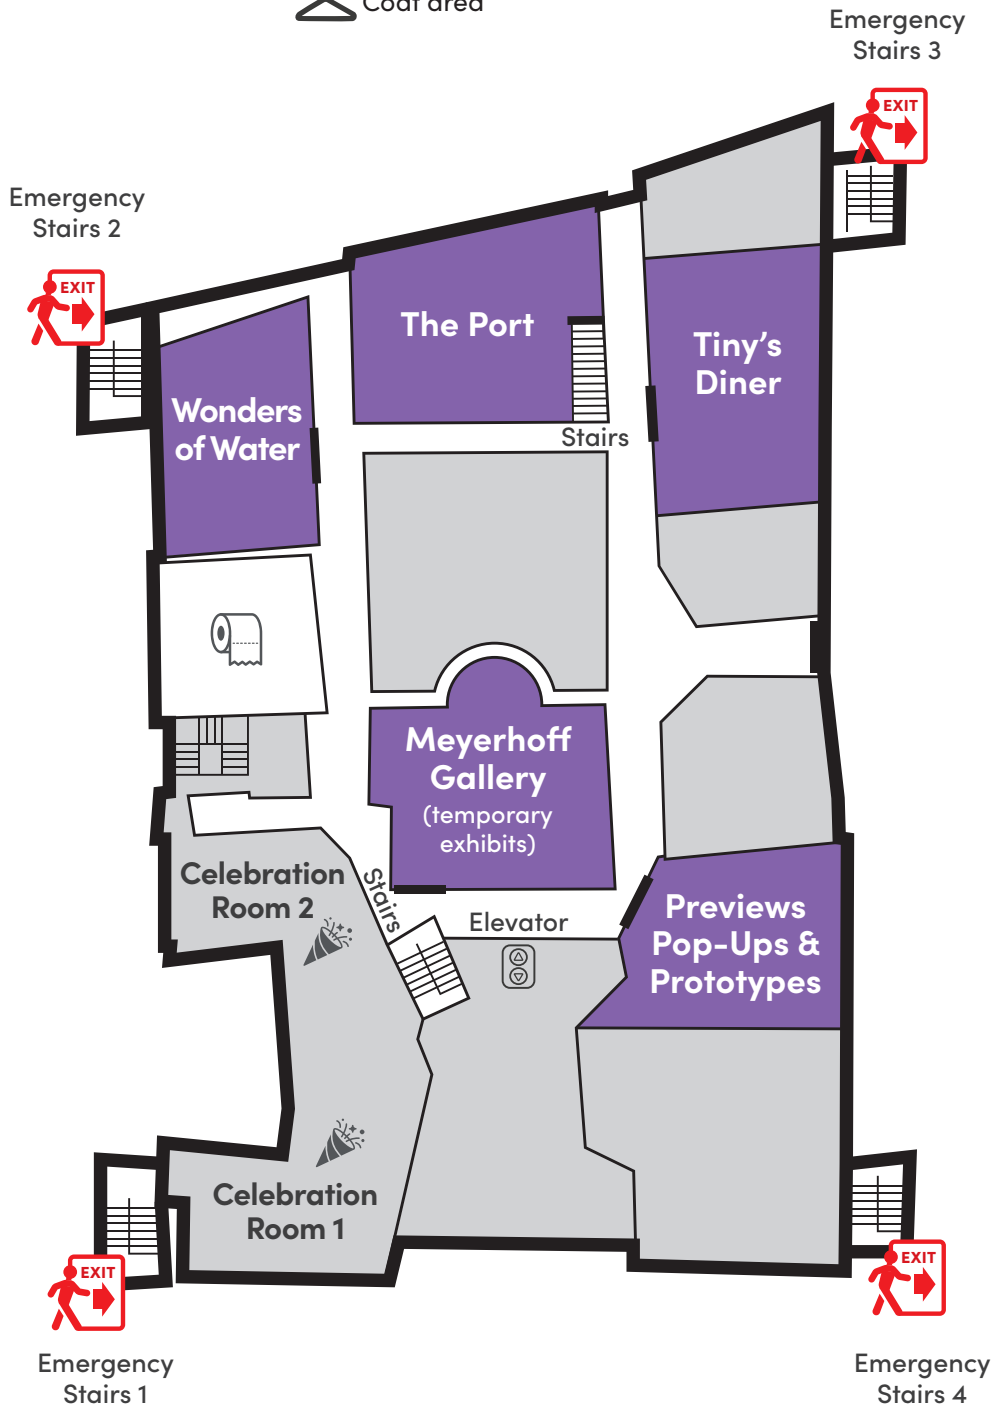 Coat area
Emergency
Stairs 3
EXIT
Emergency
Stairs 2
EXIT
The Port
Tiny's
Diner
Wonders
of Water
Stairs
Meyerhoff
Gallery
(temporary
exhibits)
Celebration
Room 2
Stairs
Elevator
Previews
Pop-Ups &
Prototypes
Celebration
Room 1
EXIT
EXIT
Emergency
Stairs 1
Emergency
Stairs 4